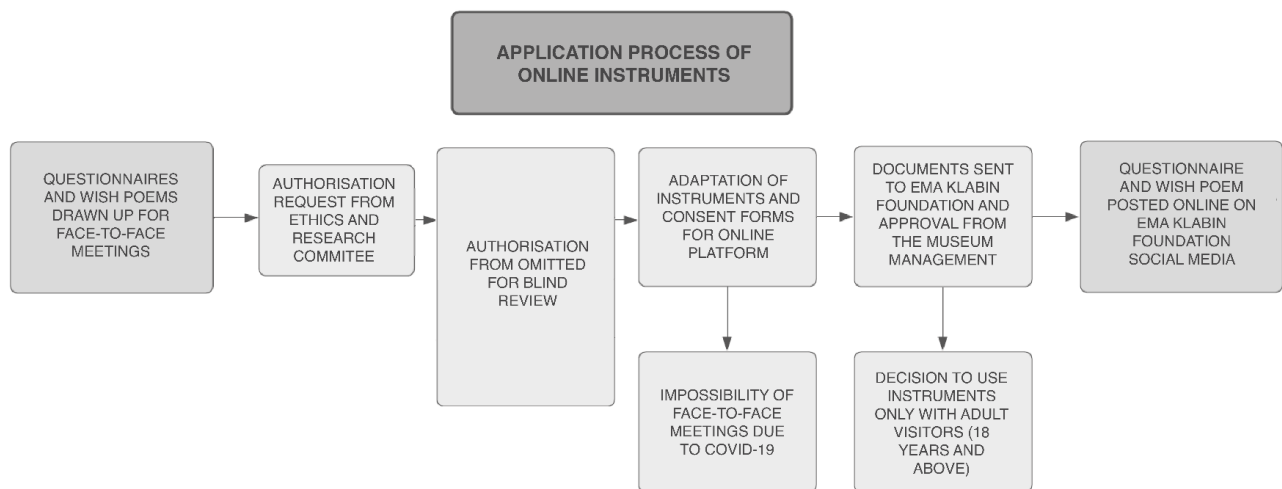 APPLICATION PROCESS OF
ONLINE INSTRUMENTS
QUESTIONNAIRES
AND WISH POEMS
DRAWN UP FOR
FACE-TO-FACE
MEETINGS
AUTHORISATION
REQUEST FROM
ETHICS AND
RESEARCH
COMMITEE
AUTHORISATION
FROM OMITTED
FOR BLIND
REVIEW
ADAPTATION OF
INSTRUMENTS AND
CONSENT FORMS
FOR ONLINE
PLATFORM
DOCUMENTS SENT
TO EMA KLABIN
FOUNDATION AND
APPROVAL FROM
THE MUSEUM
MANAGEMENT
QUESTIONNAIRE
AND WISH POEM
POSTED ONLINE ON
EMA KLABIN
FOUNDATION
SOCIAL MEDIA
IMPOSSIBILITY OF
FACE-TO-FACE
MEETINGS DUE
TO COVID-19
DECISION TO USE
INSTRUMENTS
ONLY WITH ADULT
VISITORS (18
YEARS AND
ABOVE)